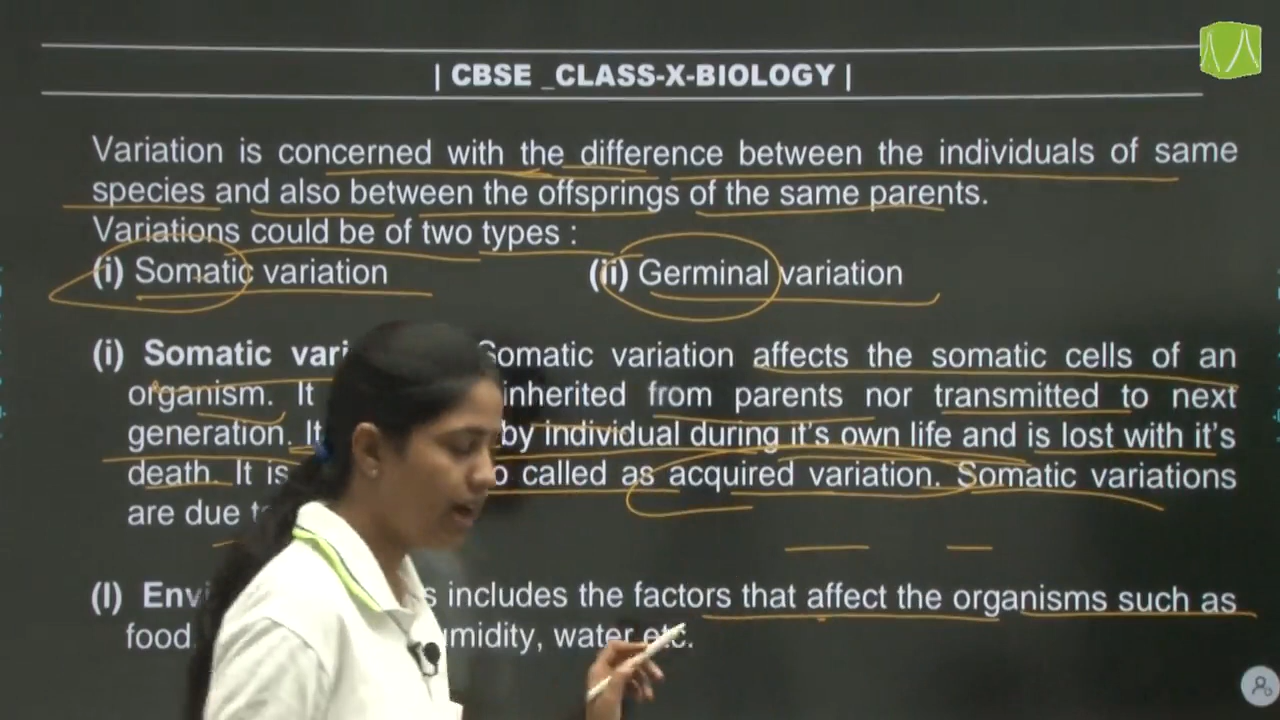 | CBSE _CLASS-X-BIOLOGY |
Variation is concerned with the difference between the individuals of same
species and also between the offsprings of the same parents.
Variations could be of two types :
(i) Somatic variation (ii) Germinal variation
(i) Somatic Somatic variation affects the somatic cells of an
organism. It inherited from parents nor transmitted to next
generation. It by individual during it's own life and is lost with it's
death. It is called as acquired variation. Somatic variations
are due
(I) includes the factors that affect the organisms such as
food water etc.